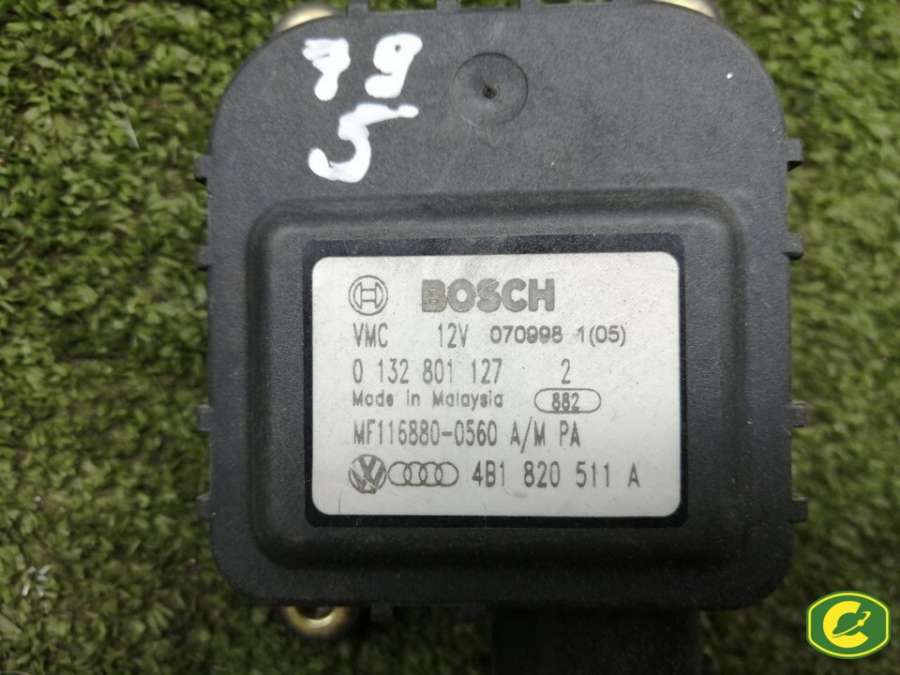 79
5
BOSCH
VMC 12V 070998 1(05)
0 132 801 127 2
Made in Malaysia 882
MF116880-0560 A/M PA
4B1 820 511 A